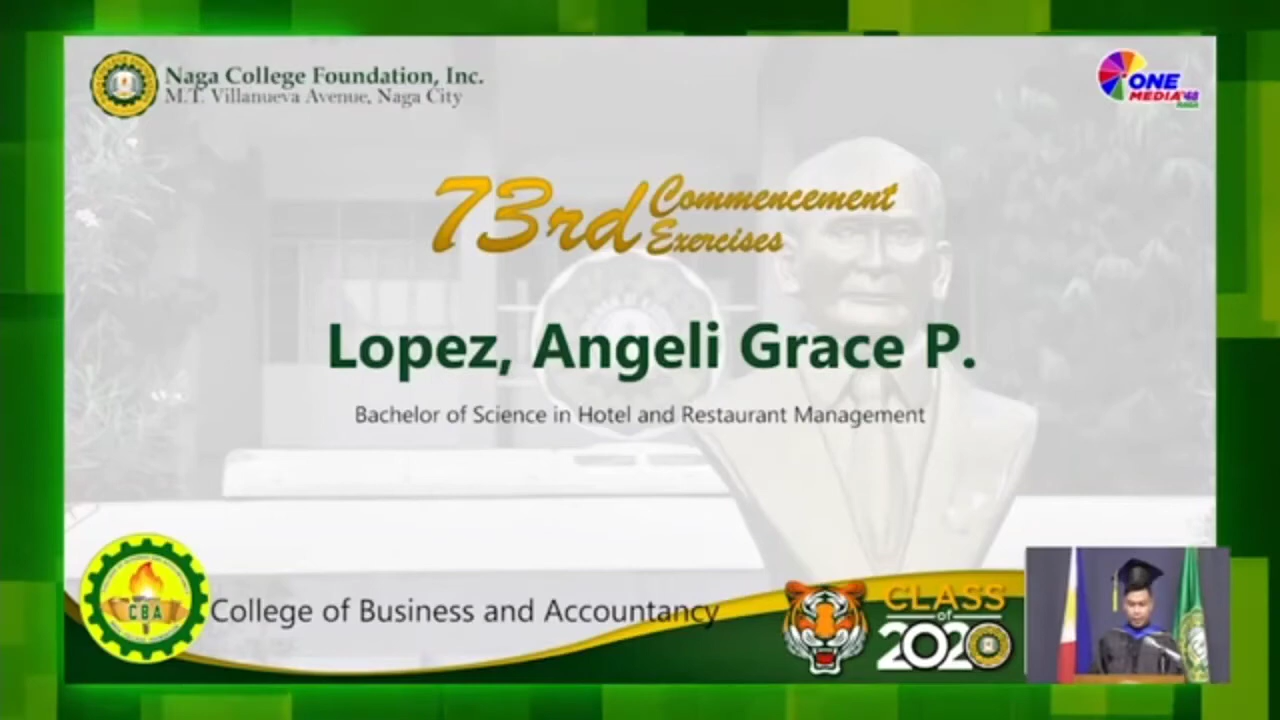 Naga College Foundation, Inc.
M.T. Villanueva Avenue, Naga City
ONE
MEDIA
73rd Commencement
Exercises
Lopez, Angeli Grace P.
Bachelor of Science in Hotel and Restaurant Management
CBA
College of Business and Accountancy
CLASS
of
2020